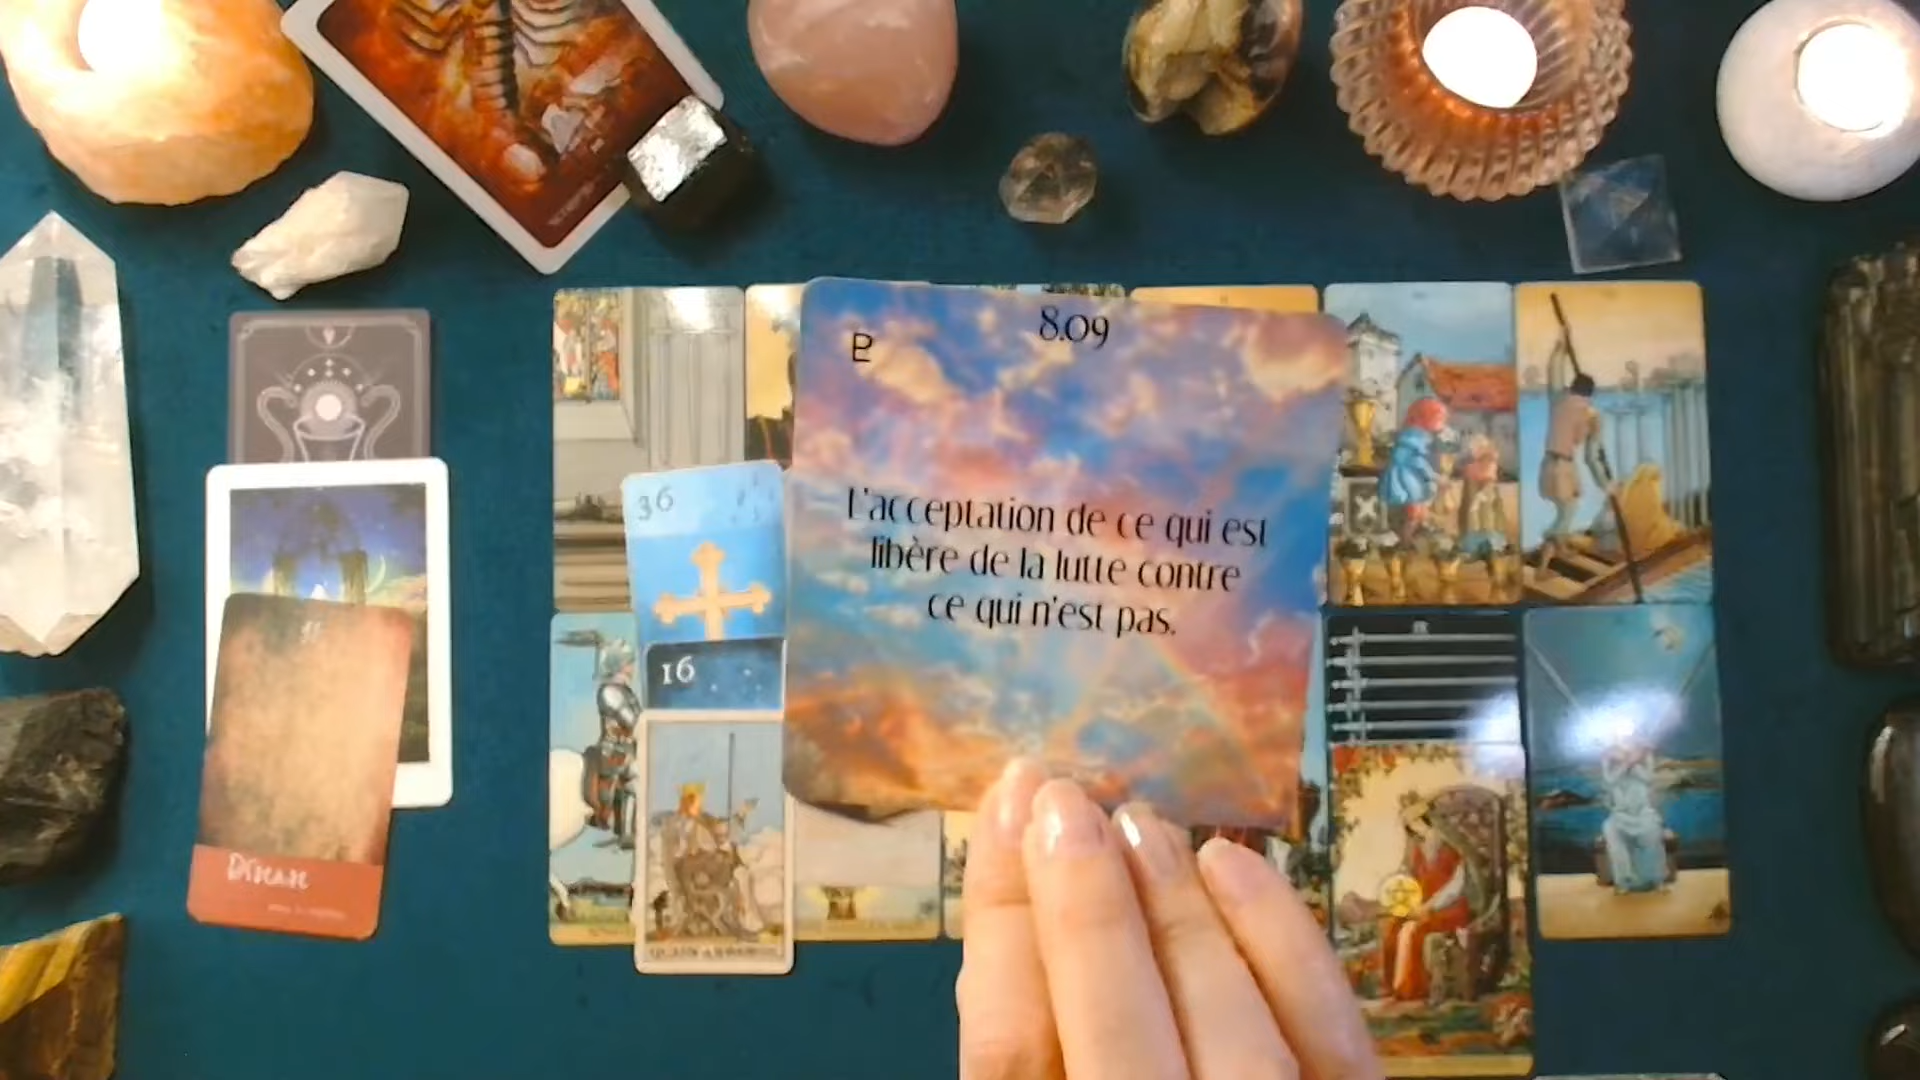 8.09
L'acceptation de ce qui est
libère de la lutte contre
ce qui n'est pas.
36
16